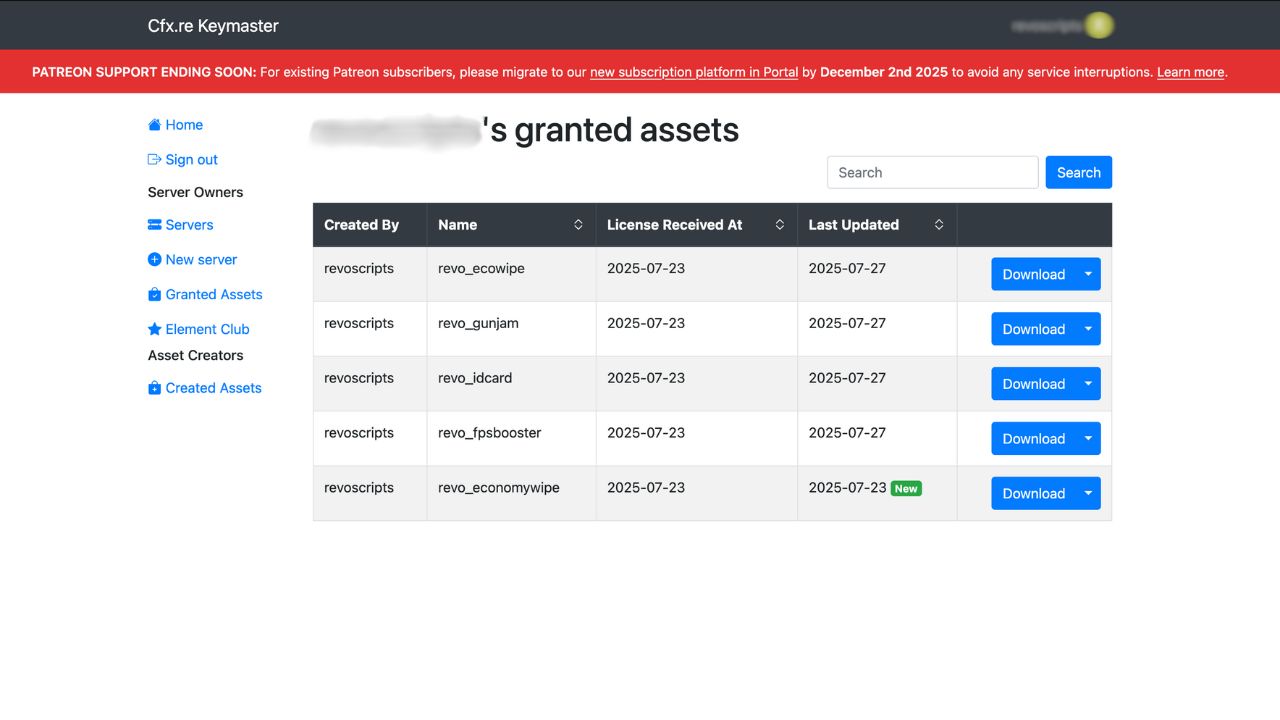 Cfx.re Keymaster
PATREON SUPPORT ENDING SOON: For existing Patreon subscribers, please migrate to our new subscription platform in Portal by December 2nd 2025 to avoid any service interruptions. Learn more.
Home
Sign out
Server Owners
Servers
New server
Granted Assets
Element Club
Asset Creators
Created Assets
's granted assets
Search Search
Created By Name License Received At Last Updated
revoscripts revo_ecowipe 2025-07-23 2025-07-27 Download
revoscripts revo_gunjam 2025-07-23 2025-07-27 Download
revoscripts revo_idcard 2025-07-23 2025-07-27 Download
revoscripts revo_fpsbooster 2025-07-23 2025-07-27 Download
revoscripts revo_economywipe 2025-07-23 2025-07-23 New Download